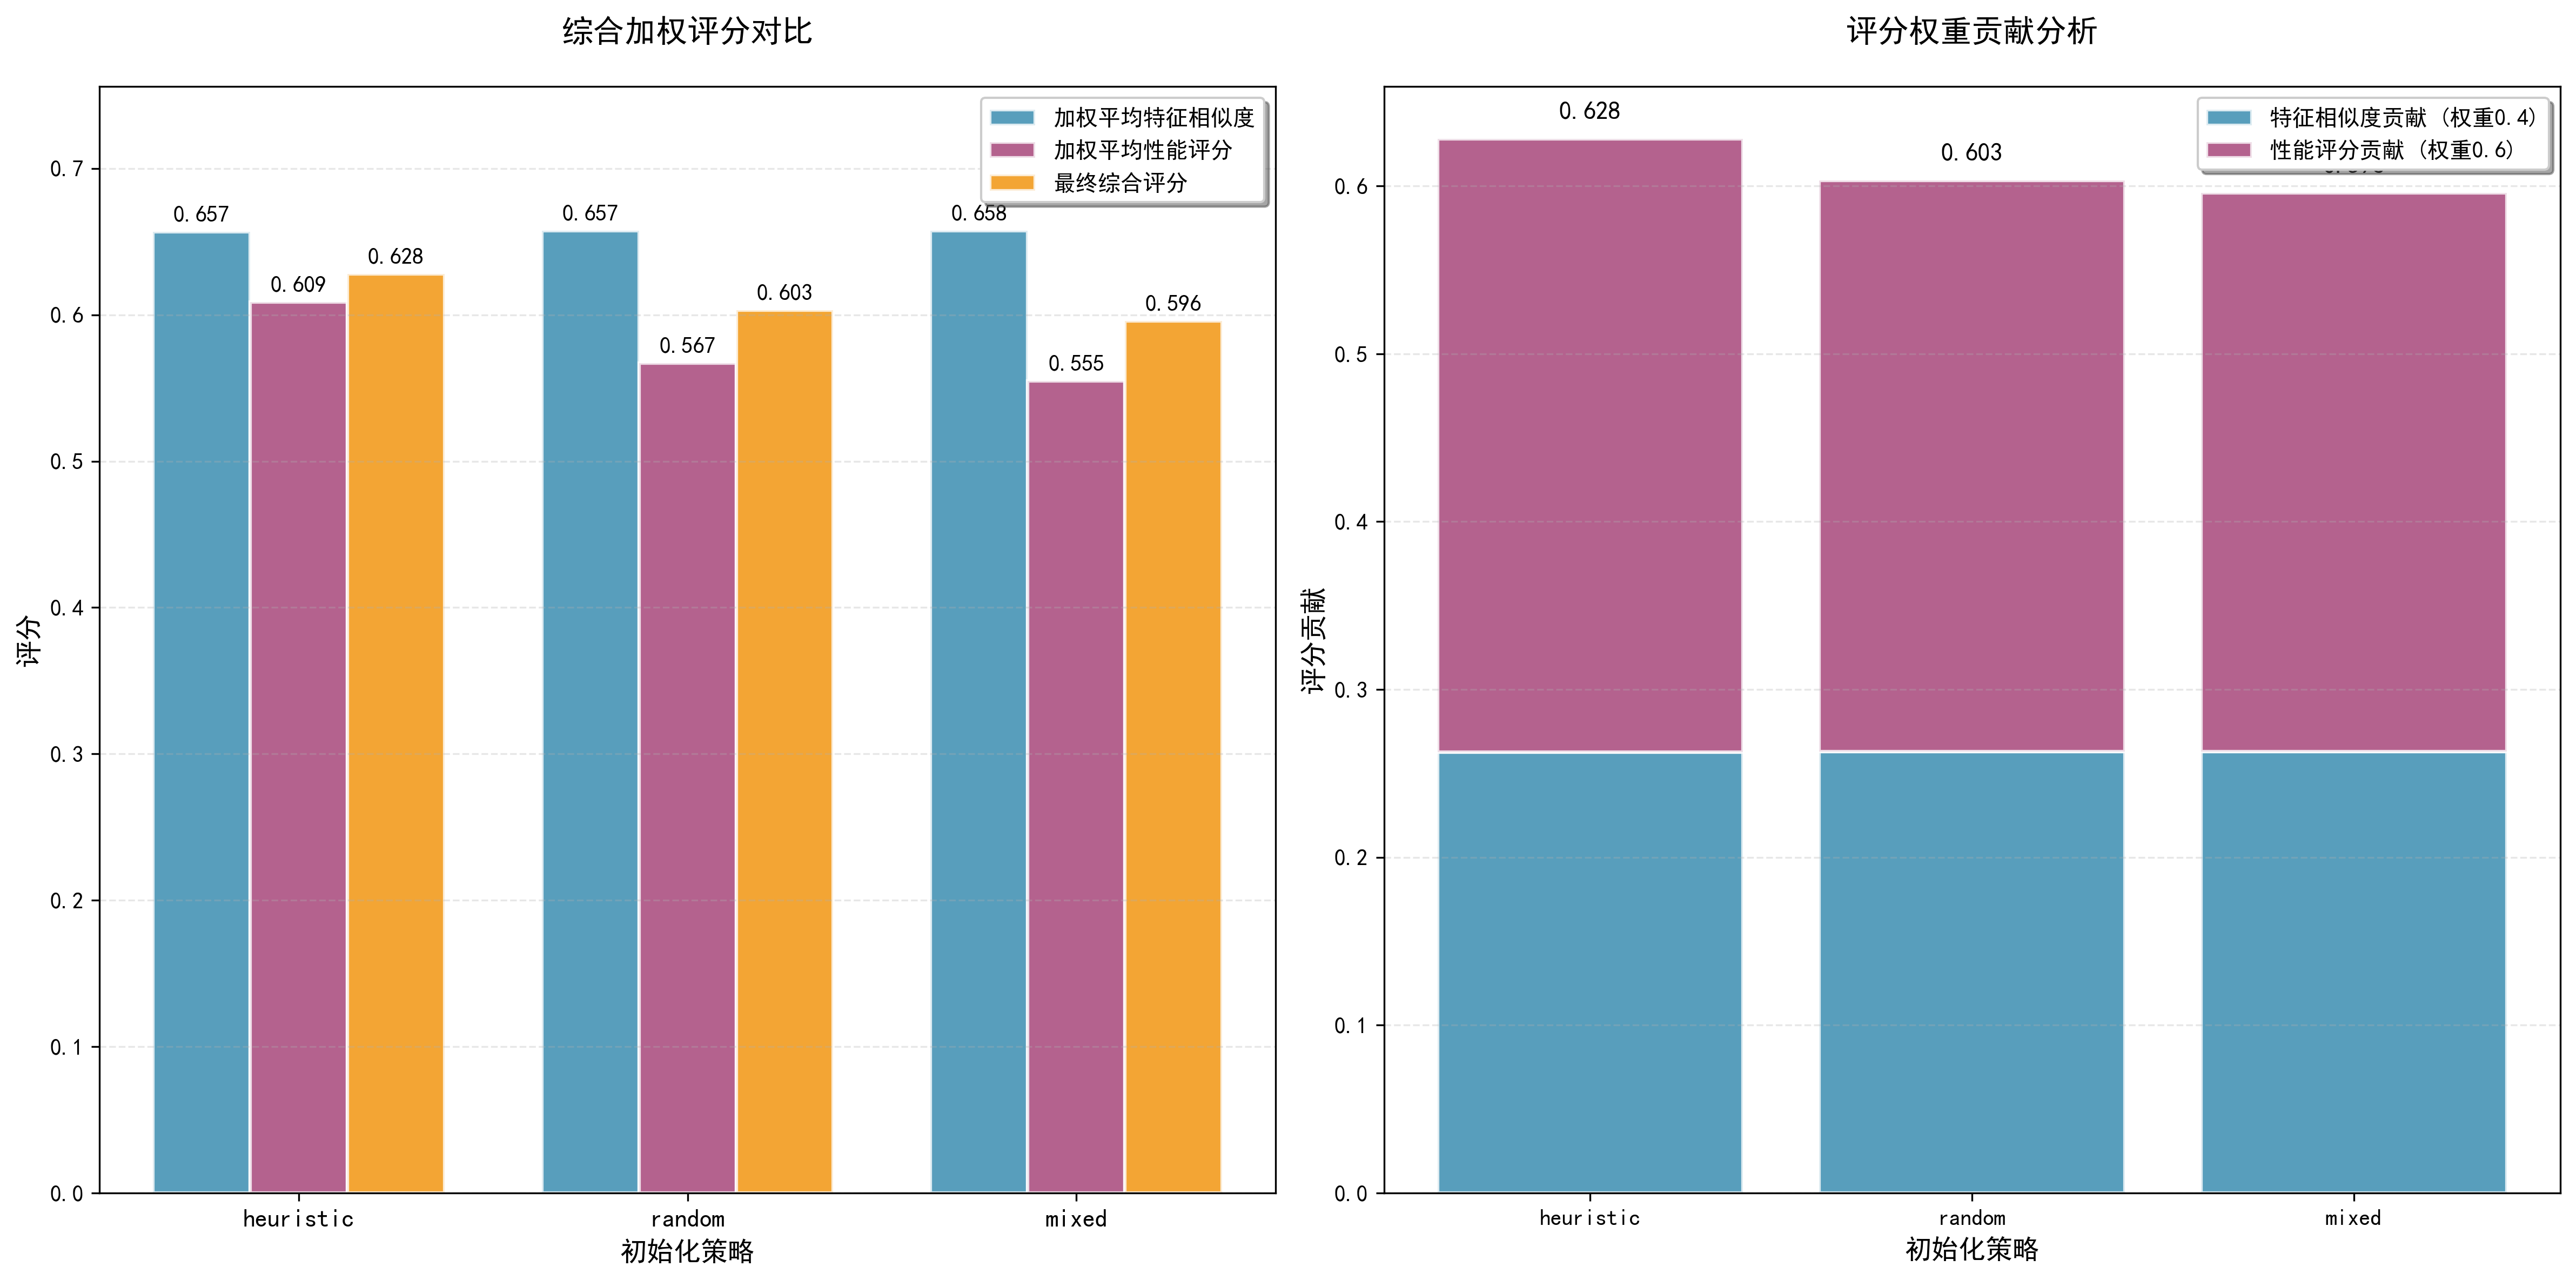 综合加权评分对比
加权平均特征相似度
加权平均性能评分
最终综合评分
0.657
0.609
0.628
0.657
0.567
0.603
0.658
0.555
0.596
0.7
0.6
0.5
0.4
0.3
0.2
0.1
0.0
评分
heuristic
random
mixed
初始化策略
评分权重贡献分析
特征相似度贡献 (权重0.4)
性能评分贡献 (权重0.6)
0.628
0.603
0.6
0.5
0.4
0.3
0.2
0.1
0.0
评分贡献
heuristic
random
mixed
初始化策略